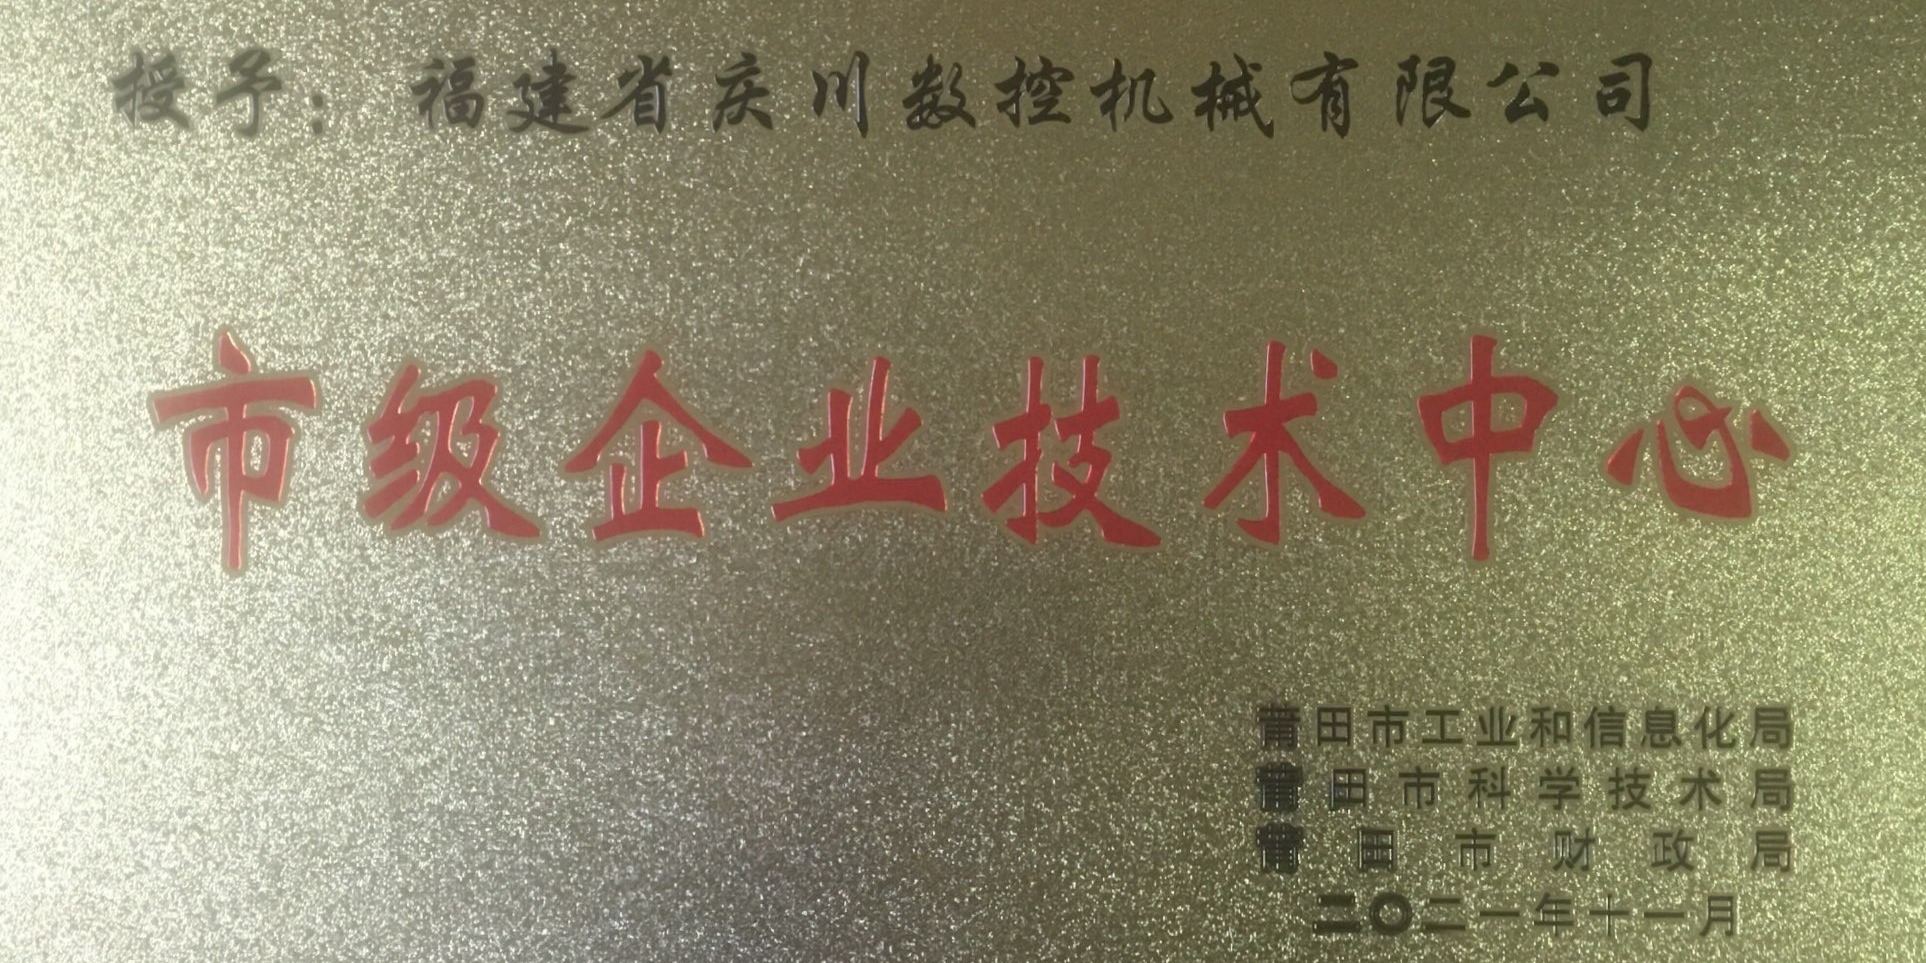 授予：福建省庆川数控机械有限公司
市级企业技术中心
莆田市工业和信息化局
莆田市科学技术局
莆田市财政局
二〇二一年十一月